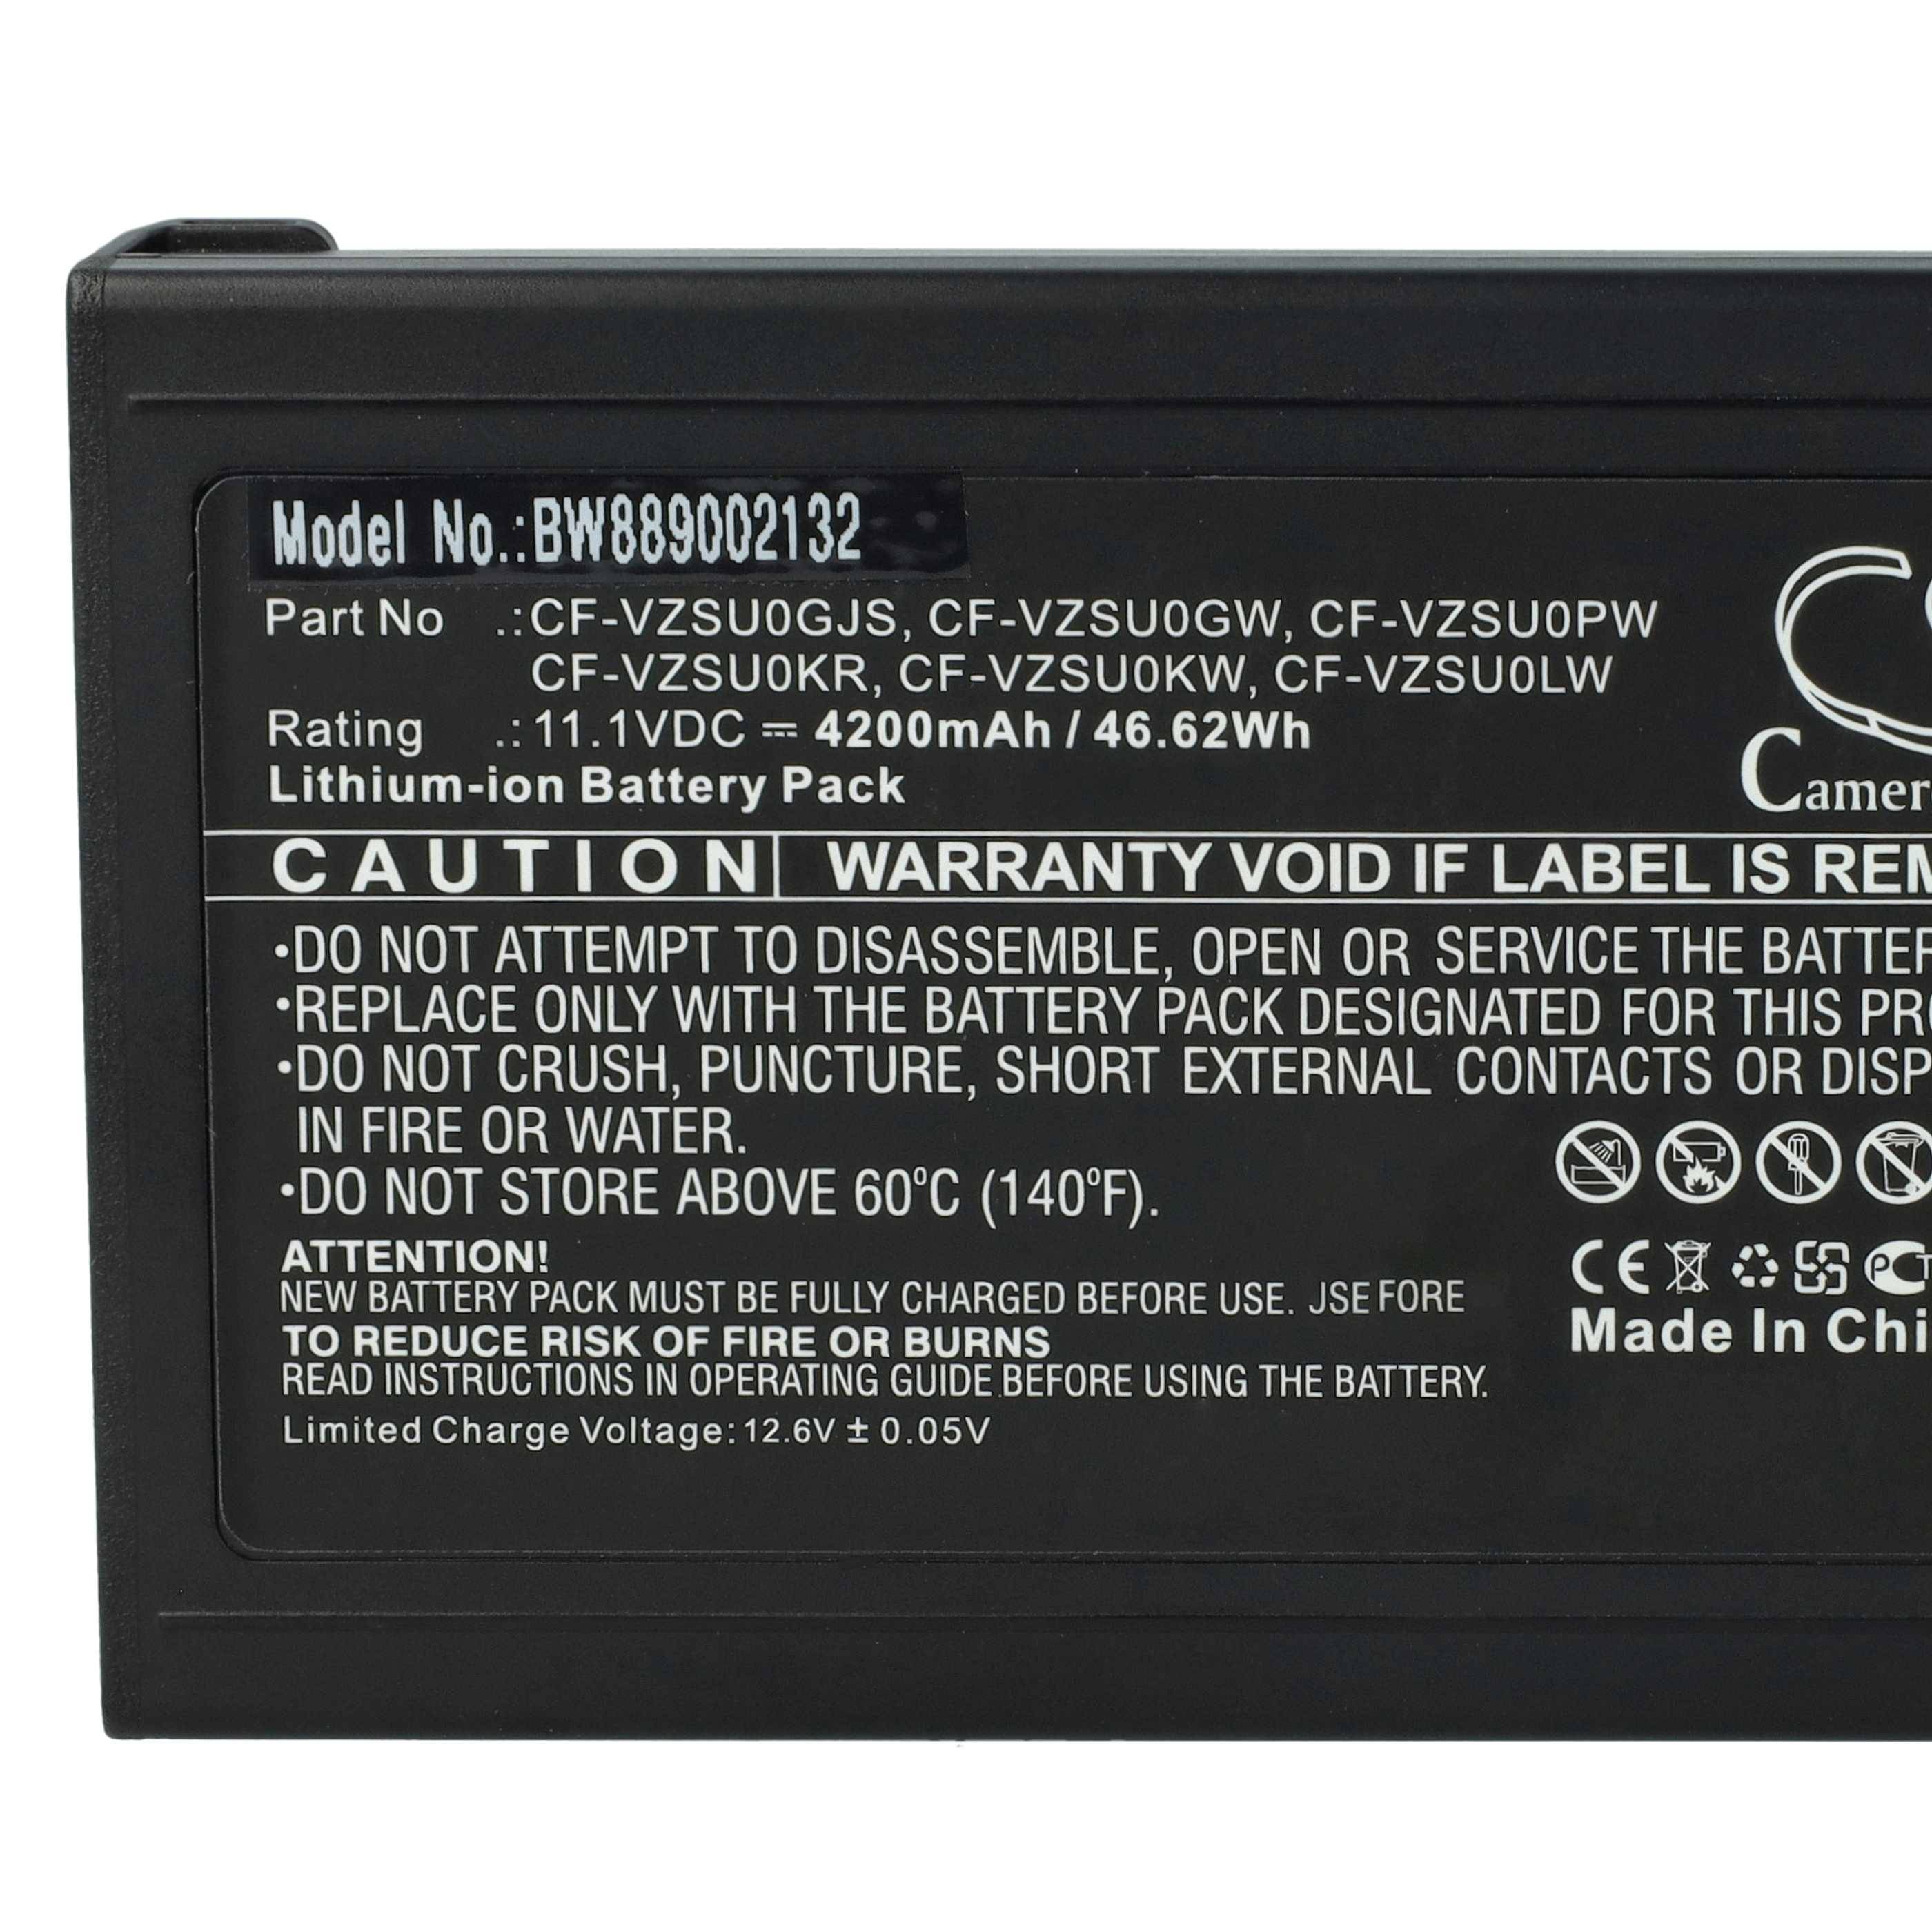 Model No.:BW889002132
Part No .:CF-VZSU0GJS, CF-VZSU0GW, CF-VZSU0PW
CF-VZSU0KR, CF-VZSU0KW, CF-VZSU0LW
Rating .:11.1VDC ⎓ 4200mAh / 46.62Wh
Lithium-ion Battery Pack
Camer
CAUTION WARRANTY VOID IF LABEL IS REM
•DO NOT ATTEMPT TO DISASSEMBLE, OPEN OR SERVICE THE BATTER
•REPLACE ONLY WITH THE BATTERY PACK DESIGNATED FOR THIS PR
•DO NOT CRUSH, PUNCTURE, SHORT EXTERNAL CONTACTS OR DISP
IN FIRE OR WATER.
•DO NOT STORE ABOVE 60°C (140°F).
ATTENTION!
NEW BATTERY PACK MUST BE FULLY CHARGED BEFORE USE. JSE FORE
TO REDUCE RISK OF FIRE OR BURNS
READ INSTRUCTIONS IN OPERATING GUIDE BEFORE USING THE BATTERY.
Limited Charge Voltage: 12.6V ± 0.05V
CE
Made In Chi